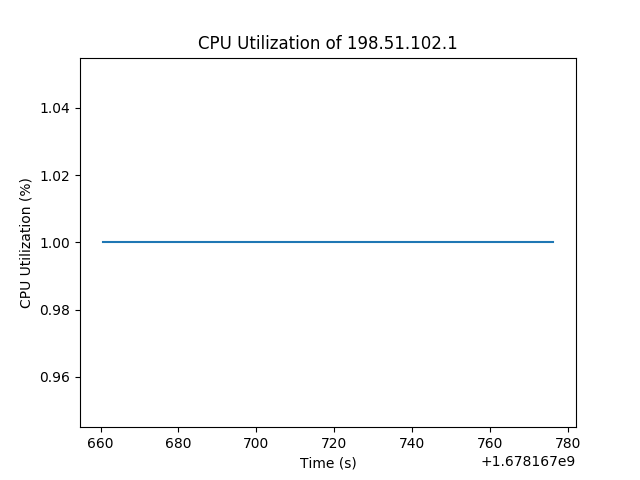 CPU Utilization of 198.51.102.1
1.04
1.02
1.00
0.98
0.96
CPU Utilization (%)
660 680 700 720 740 760 780
Time (s)
+1.678167e9